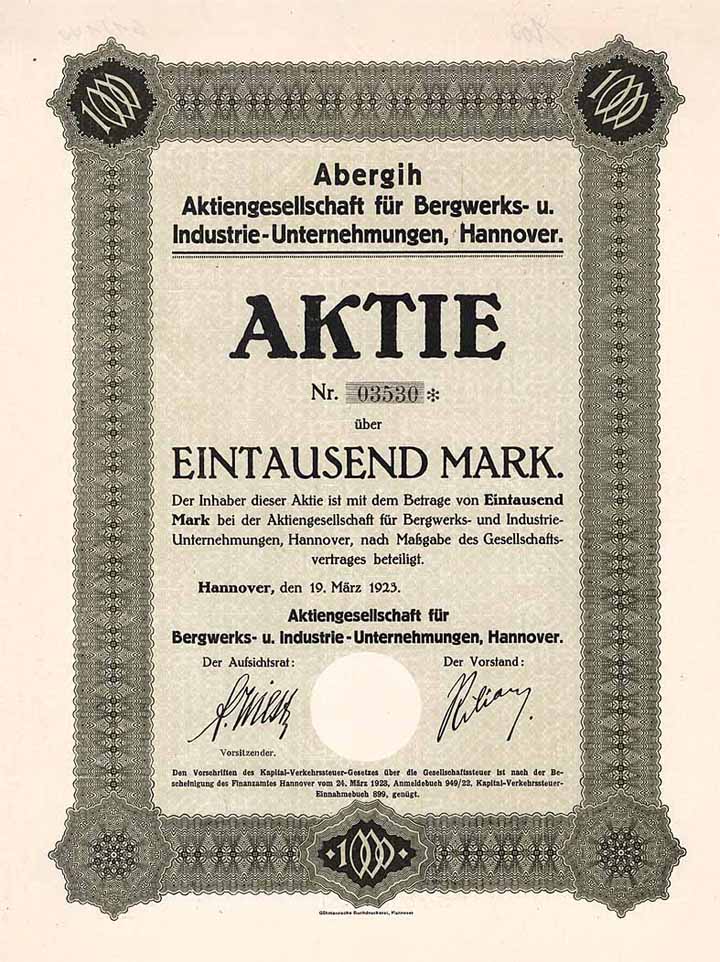 1000
1000
Abergih
Aktiengesellschaft für Bergwerks- u.
Industrie-Unternehmungen, Hannover.
AKTIE
Nr. 03530 *
über
EINTAUSEND MARK.
Der Inhaber dieser Aktie ist mit dem Betrage von Eintausend
Mark bei der Aktiengesellschaft für Bergwerks- und Industrie-
Unternehmungen, Hannover, nach Maßgabe des Gesellschafts-
vertrages beteiligt.
Hannover, den 19. März 1923.
Aktiengesellschaft für
Bergwerks- u. Industrie-Unternehmungen, Hannover.
Der Aufsichtsrat: Der Vorstand:
Vorsitzender.
Den Vorschriften des Kapital-Verkehrssteuer-Gesetzes über die Gesellschaftssteuer ist nach der Be-
scheinigung des Finanzamtes Hannover vom 24. März 1923, Anmeldebuch 949/22, Kapital-Verkehrssteuer-
Einnahmebuch 899, genügt.
1000
Buchdruckerei, Hannover